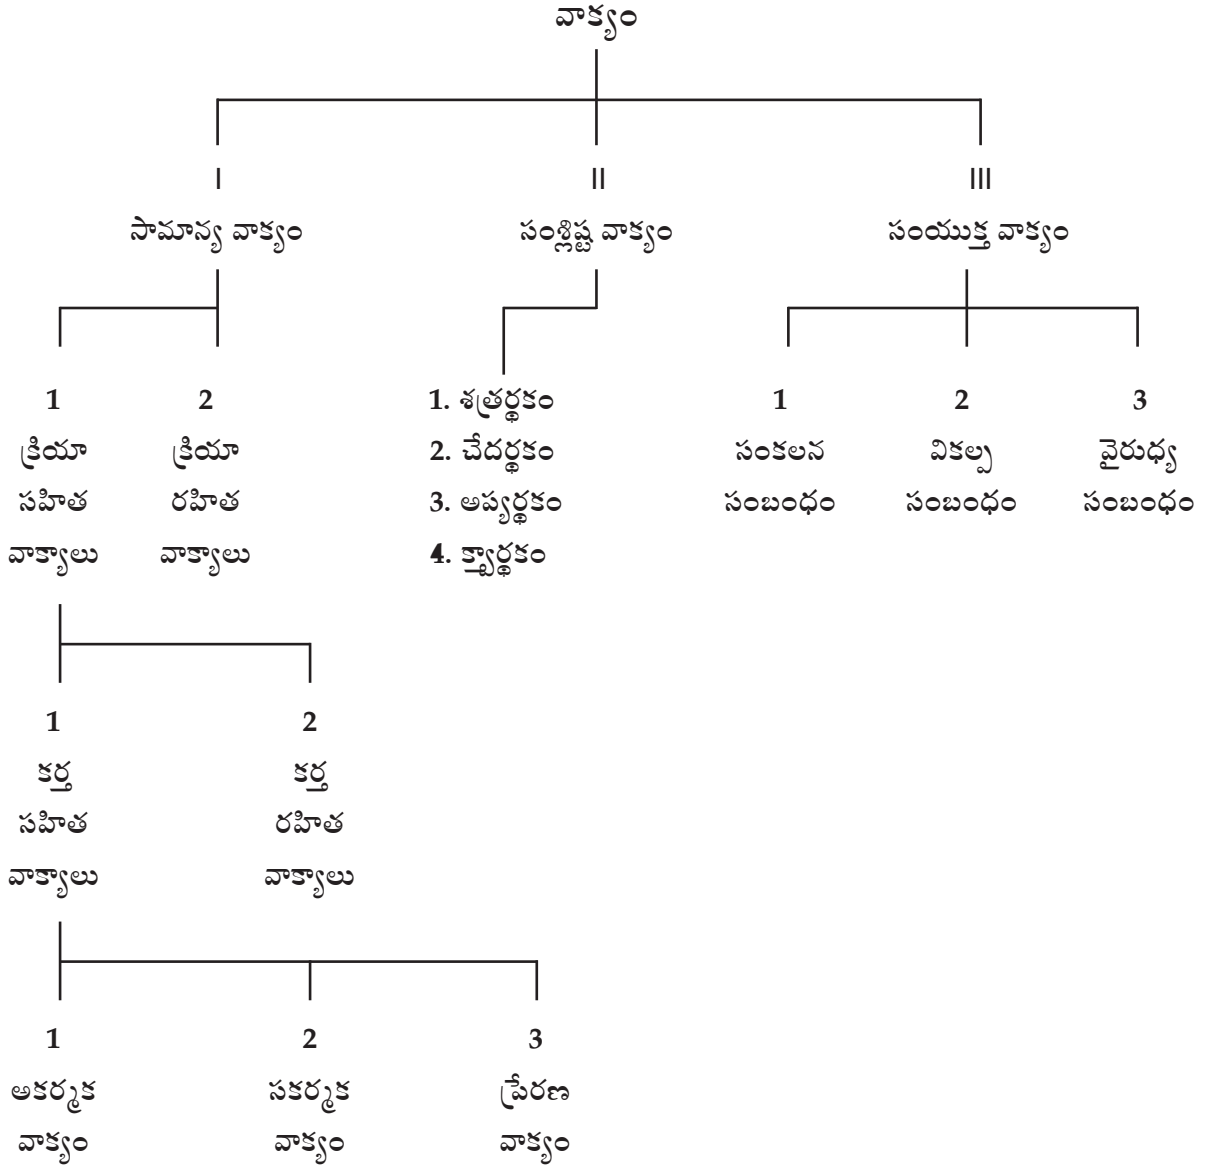 వాక్యం
I II III
సామాన్య వాక్యం సంశ్లిష్ట వాక్యం సంయుక్త వాక్యం
1 2 1. శత్రర్థకం 1 2 3
క్రియా క్రియా 2. చేదర్థకం సంకలన వికల్ప వైరుధ్య
సహిత రహిత 3. అప్యర్థకం సంబంధం సంబంధం సంబంధం
వాక్యాలు వాక్యాలు 4. క్త్వార్థకం
1 2
కర్త కర్త
సహిత రహిత
వాక్యాలు వాక్యాలు
1 2 3
అకర్మక సకర్మక ప్రేరణ
వాక్యం వాక్యం వాక్యం